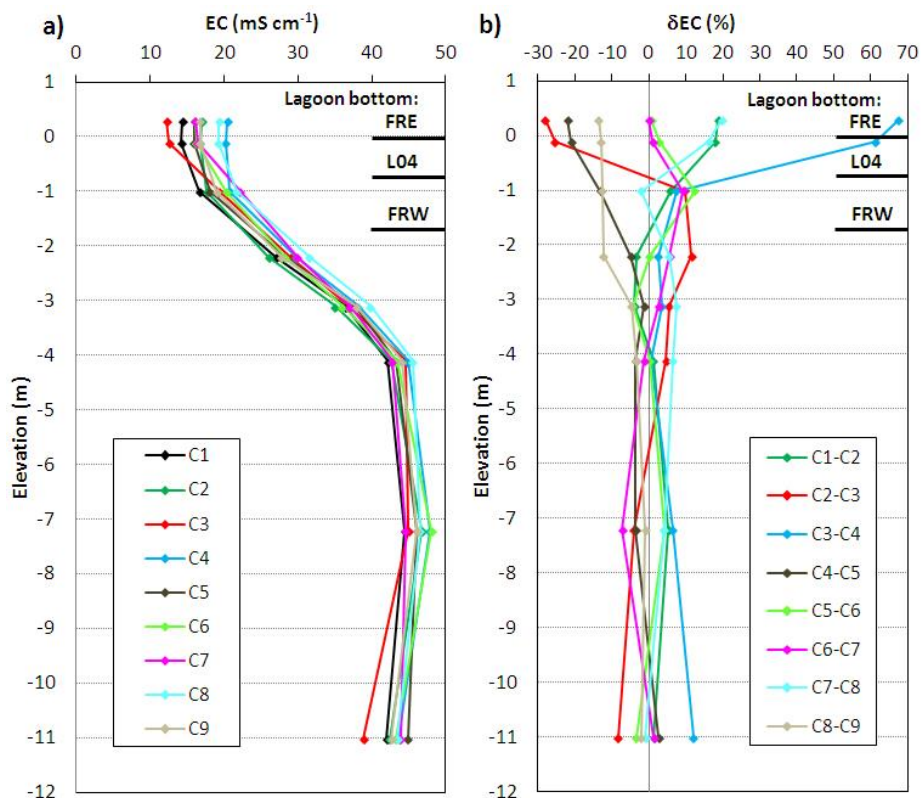 a)
EC (mS cm⁻¹)
0 10 20 30 40 50
1
0
-1
-2
-3
-4
-5
-6
-7
-8
-9
-10
-11
-12
Elevation (m)
Lagoon bottom:
FRE
L04
FRW
C1
C2
C3
C4
C5
C6
C7
C8
C9
b)
δEC (%)
-30 -20 -10 0 10 20 30 40 50 60 70
1
0
-1
-2
-3
-4
-5
-6
-7
-8
-9
-10
-11
-12
Elevation (m)
Lagoon bottom:
FRE
L04
FRW
C1-C2
C2-C3
C3-C4
C4-C5
C5-C6
C6-C7
C7-C8
C8-C9